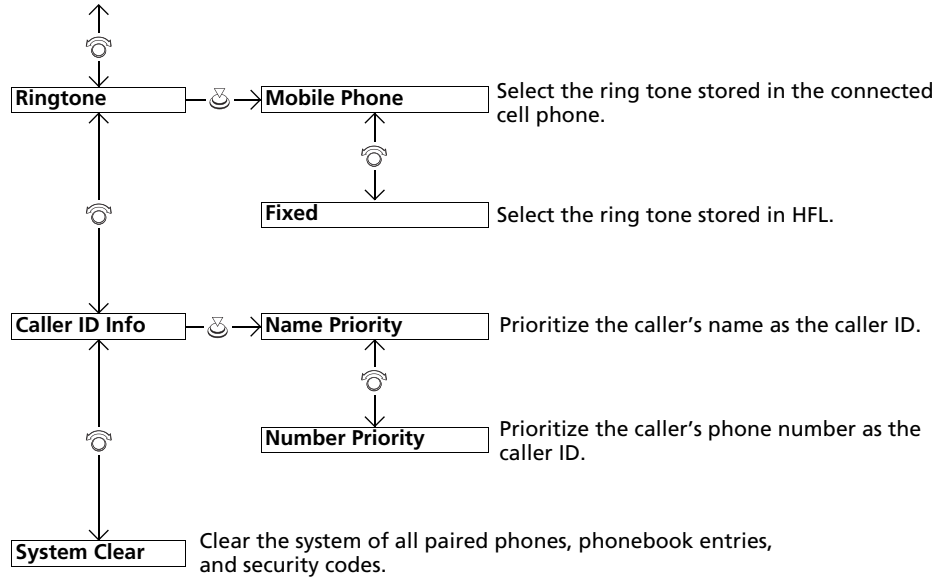 Ringtone
Mobile Phone
Select the ring tone stored in the connected
cell phone.
Fixed
Select the ring tone stored in HFL.
Caller ID Info
Name Priority
Prioritize the caller’s name as the caller ID.
Number Priority
Prioritize the caller’s phone number as the
caller ID.
System Clear
Clear the system of all paired phones, phonebook entries,
and security codes.